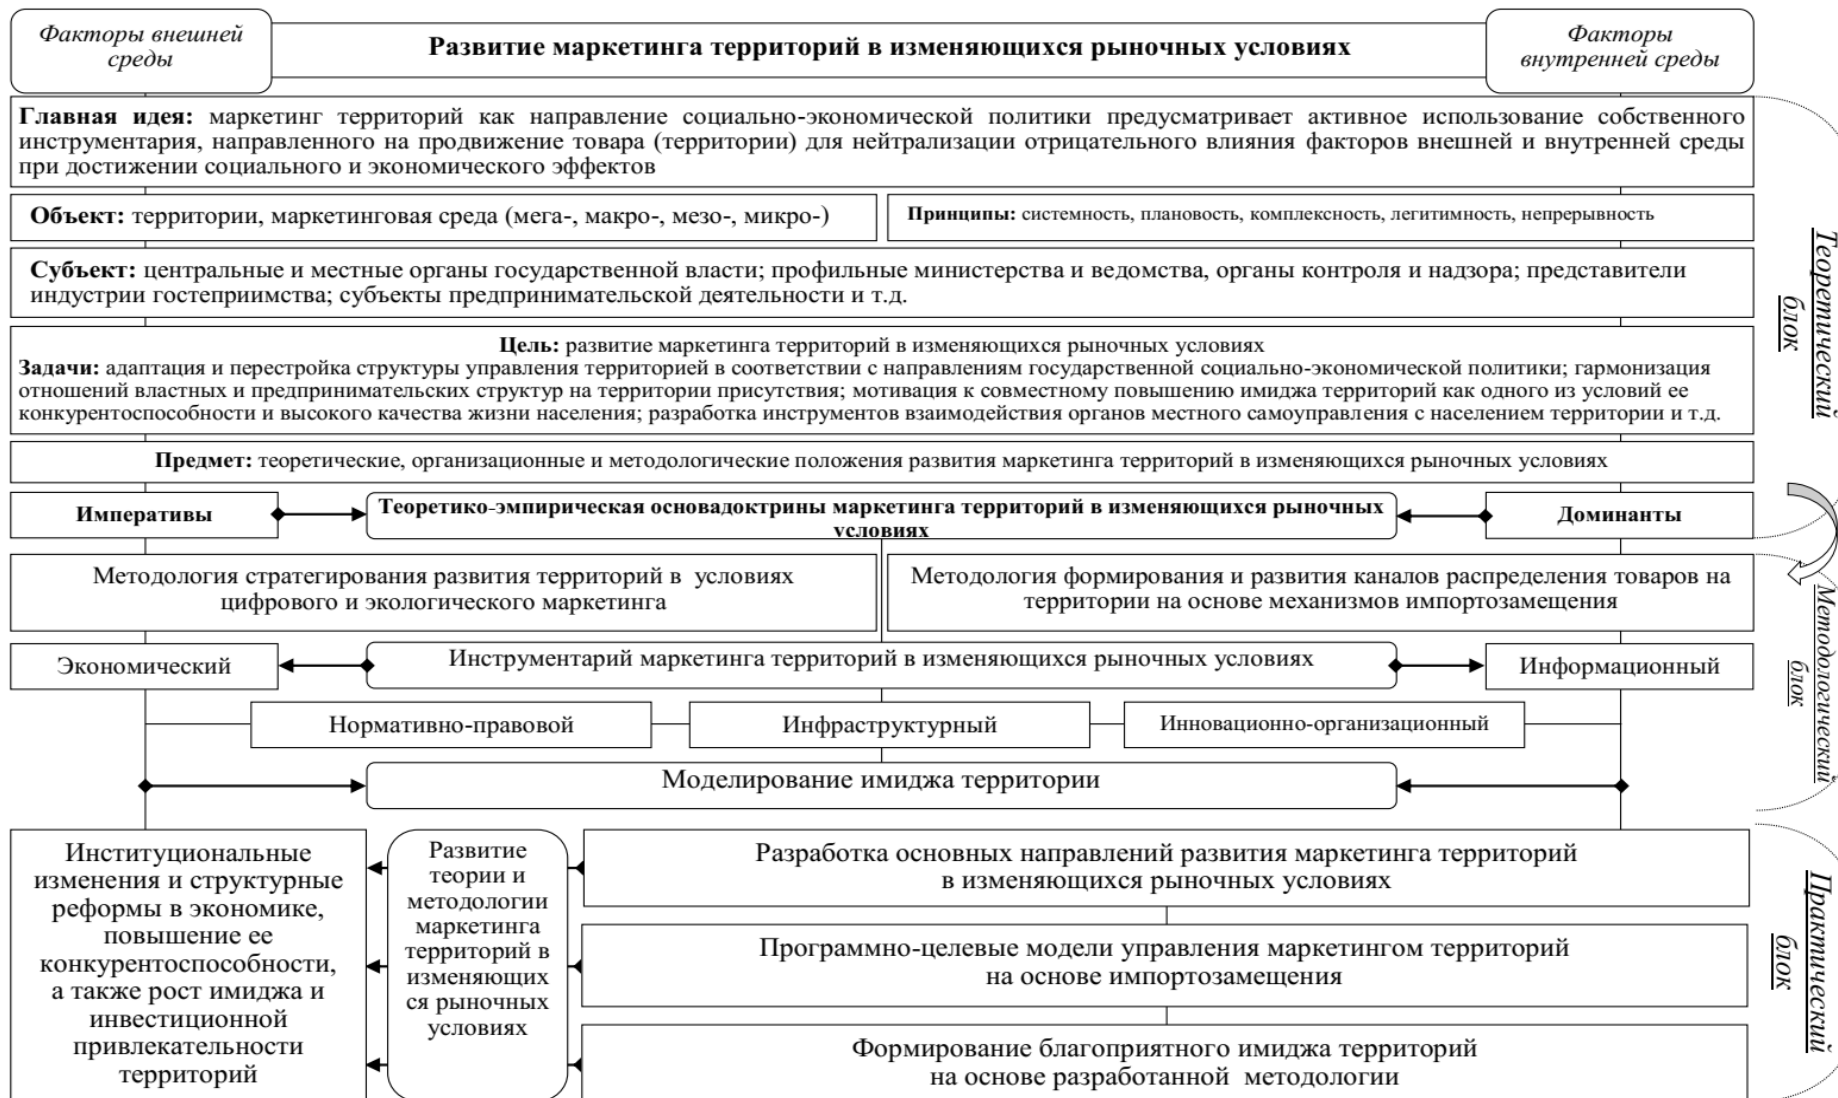 Факторы внешней
среды
Развитие маркетинга территорий в изменяющихся рыночных условиях
Факторы
внутренней среды
Главная идея: маркетинг территорий как направление социально-экономической политики предусматривает активное использование собственного
инструментария, направленного на продвижение товара (территории) для нейтрализации отрицательного влияния факторов внешней и внутренней среды
при достижении социального и экономического эффектов
Объект: территории, маркетинговая среда (мега-, макро-, мезо-, микро-)
Принципы: системность, плановость, комплексность, легитимность, непрерывность
Субъект: центральные и местные органы государственной власти; профильные министерства и ведомства, органы контроля и надзора; представители
индустрии гостеприимства; субъекты предпринимательской деятельности и т.д.
Цель: развитие маркетинга территорий в изменяющихся рыночных условиях
Задачи: адаптация и перестройка структуры управления территорией в соответствии с направлениям государственной социально-экономической политики; гармонизация
отношений властных и предпринимательских структур на территории присутствия; мотивация к совместному повышению имиджа территорий как одного из условий ее
конкурентоспособности и высокого качества жизни населения; разработка инструментов взаимодействия органов местного самоуправления с населением территории и т.д.
Предмет: теоретические, организационные и методологические положения развития маркетинга территорий в изменяющихся рыночных условиях
Теоретический
блок
Императивы
Теоретико-эмпирическая основадоктрины маркетинга территорий в изменяющихся рыночных
условиях
Доминанты
Методология стратегирования развития территорий в условиях
цифрового и экологического маркетинга
Методология формирования и развития каналов распределения товаров на
территории на основе механизмов импортозамещения
Экономический
Инструментарий маркетинга территорий в изменяющихся рыночных условиях
Информационный
Нормативно-правовой
Инфраструктурный
Инновационно-организационный
Моделирование имиджа территории
Методологический
блок
Институциональные
изменения и структурные
реформы в экономике,
повышение ее
конкурентоспособности,
а также рост имиджа и
инвестиционной
привлекательности
территорий
Развитие
теории и
методологии
маркетинга
территорий в
изменяющих
ся рыночных
условиях
Разработка основных направлений развития маркетинга территорий
в изменяющихся рыночных условиях
Программно-целевые модели управления маркетингом территорий
на основе импортозамещения
Формирование благоприятного имиджа территорий
на основе разработанной методологии
Практический
блок